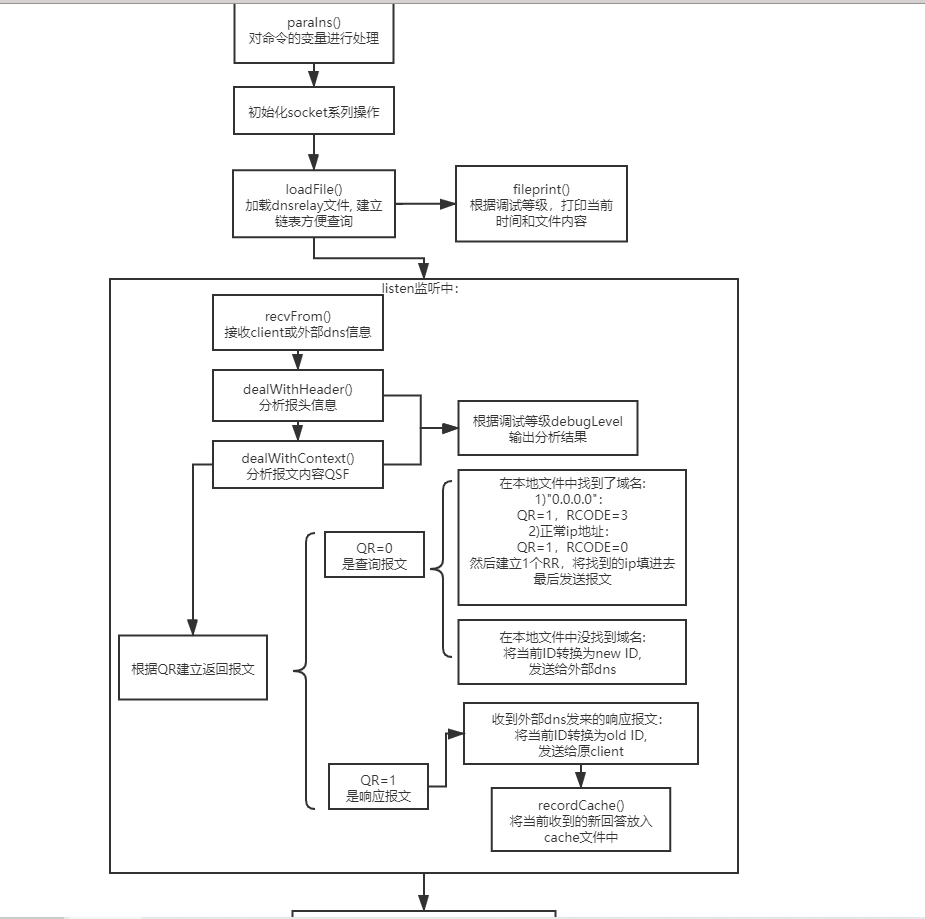 paraIns()
对命令的变量进行处理
初始化socket系列操作
loadFile()
加载dnsrelay文件, 建立
链表方便查询
fileprint()
根据调试等级，打印当前
时间和文件内容
listen监听中：
recvFrom()
接收client或外部dns信息
dealWithHeader()
分析报头信息
根据调试等级debugLevel
输出分析结果
dealWithContext()
分析报文内容QSF
在本地文件中找到了域名:
1)"0.0.0.0"：
QR=1，RCODE=3
2)正常ip地址：
QR=1，RCODE=0
然后建立1个RR，将找到的ip填进去
最后发送报文
QR=0
是查询报文
在本地文件中没找到域名:
将当前ID转换为new ID,
发送给外部dns
根据QR建立返回报文
收到外部dns发来的响应报文：
将当前ID转换为old ID,
发送给原client
QR=1
是响应报文
recordCache()
将当前收到的新回答放入
cache文件中